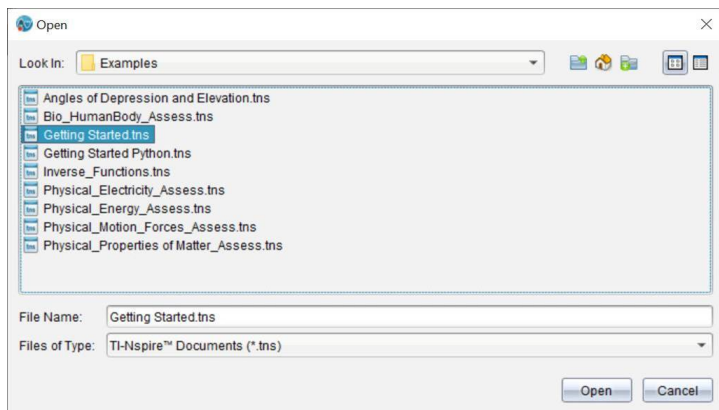 Open
Look In: Examples
Angles of Depression and Elevation.tns
Bio_HumanBody_Assess.tns
Getting Started.tns
Getting Started Python.tns
Inverse_Functions.tns
Physical_Electricity_Assess.tns
Physical_Energy_Assess.tns
Physical_Motion_Forces_Assess.tns
Physical_Properties of Matter_Assess.tns
File Name: Getting Started.tns
Files of Type: TI-Nspire™ Documents (*.tns)
Open Cancel